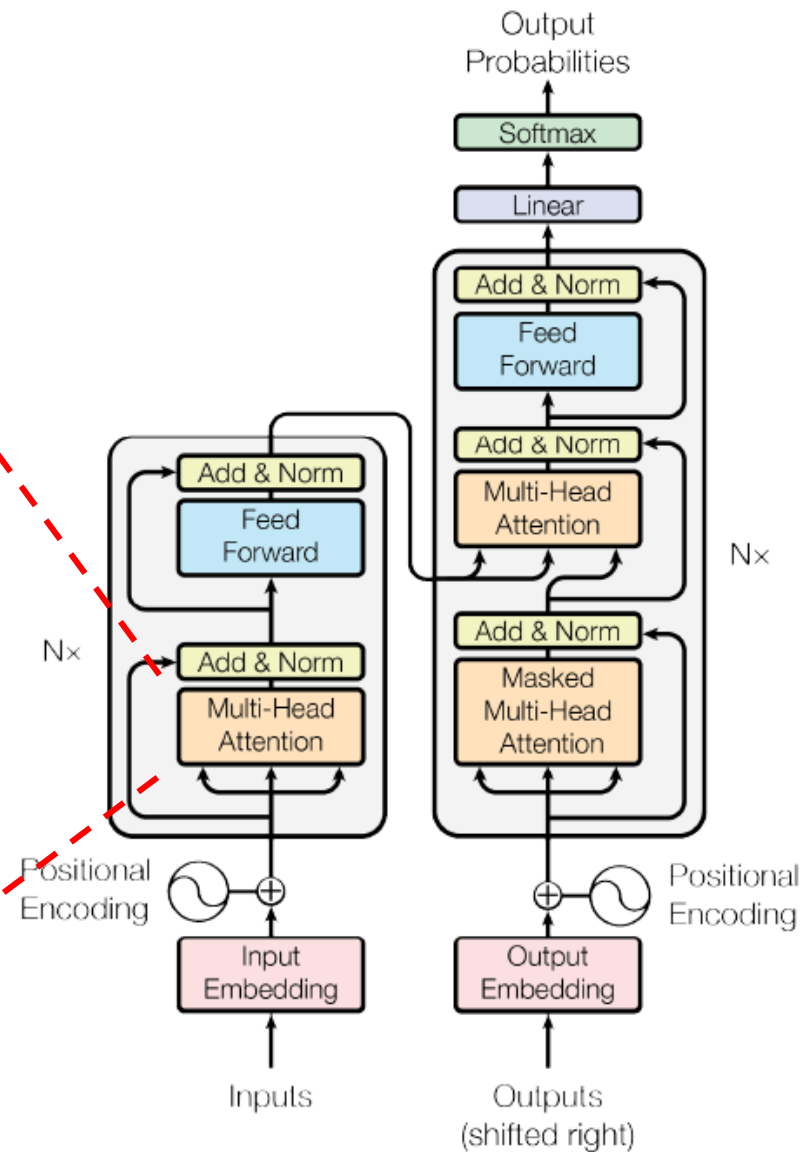 Output
Probabilities
Softmax
Linear
Add & Norm
Feed
Forward
Add & Norm
Multi-Head
Attention
Add & Norm
Masked
Multi-Head
Attention
N×
Add & Norm
Feed
Forward
Add & Norm
Multi-Head
Attention
N×
Positional
Encoding
Positional
Encoding
Input
Embedding
Output
Embedding
Inputs
Outputs
(shifted right)